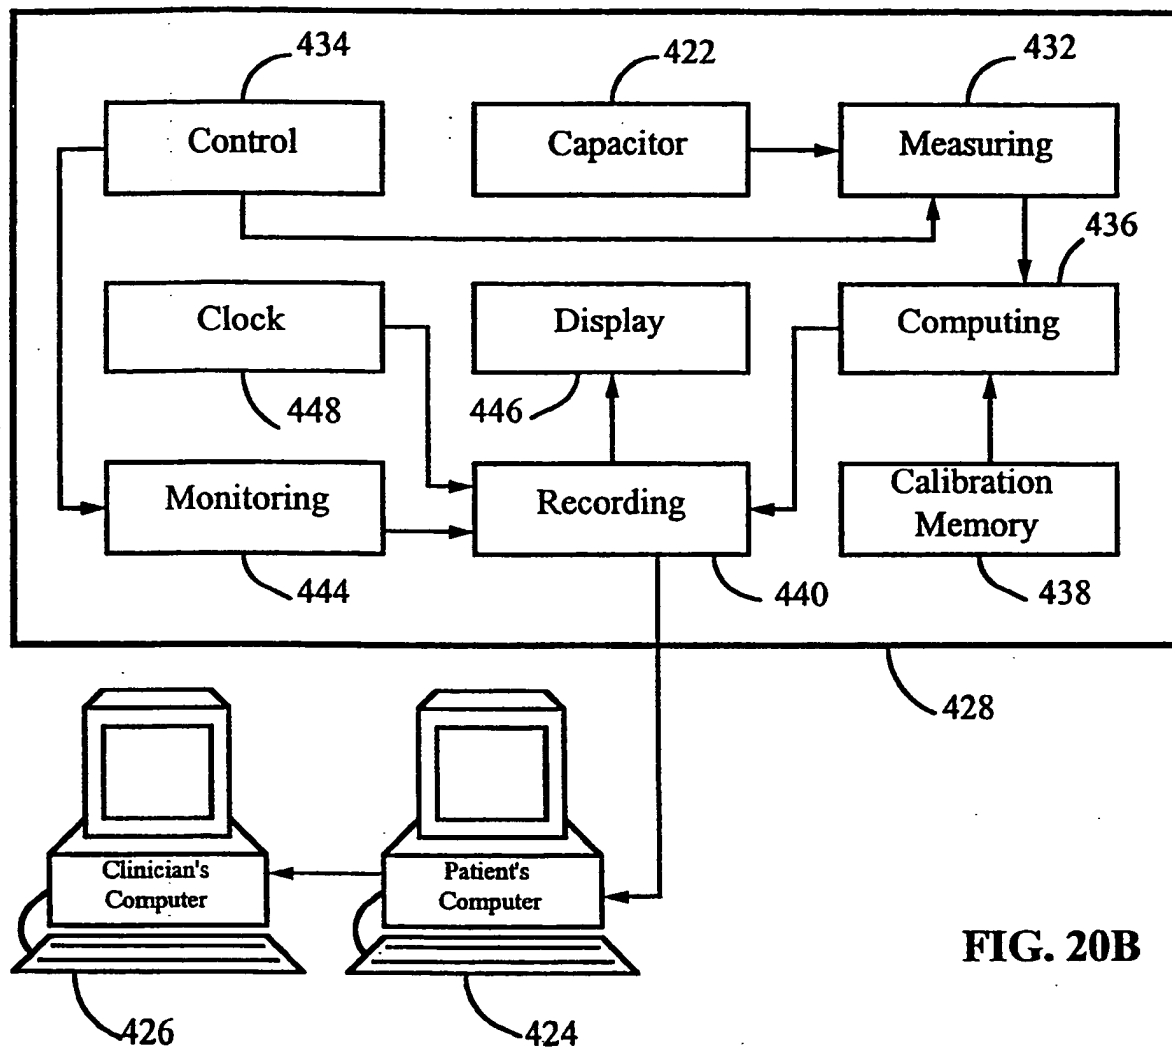 434
422
432
Control
Capacitor
Measuring
436
Clock
Display
Computing
448
446
Monitoring
Recording
Calibration
Memory
444
440
438
428
Clinician's
Computer
Patient's
Computer
FIG. 20B
426
424